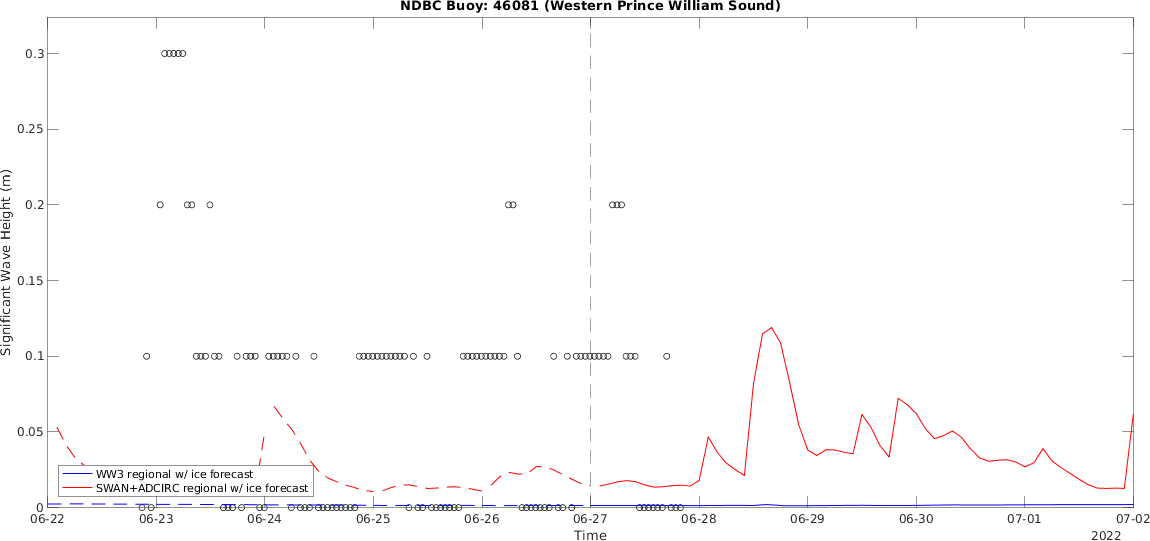 NDBC Buoy: 46081 (Western Prince William Sound)
0.3
0.25
0.2
0.15
0.1
0.05
0
Significant Wave Height (m)
WW3 regional w/ ice forecast
SWAN+ADCIRC regional w/ ice forecast
06-22 06-23 06-24 06-25 06-26 06-27 06-28 06-29 06-30 07-01 07-02
Time
2022